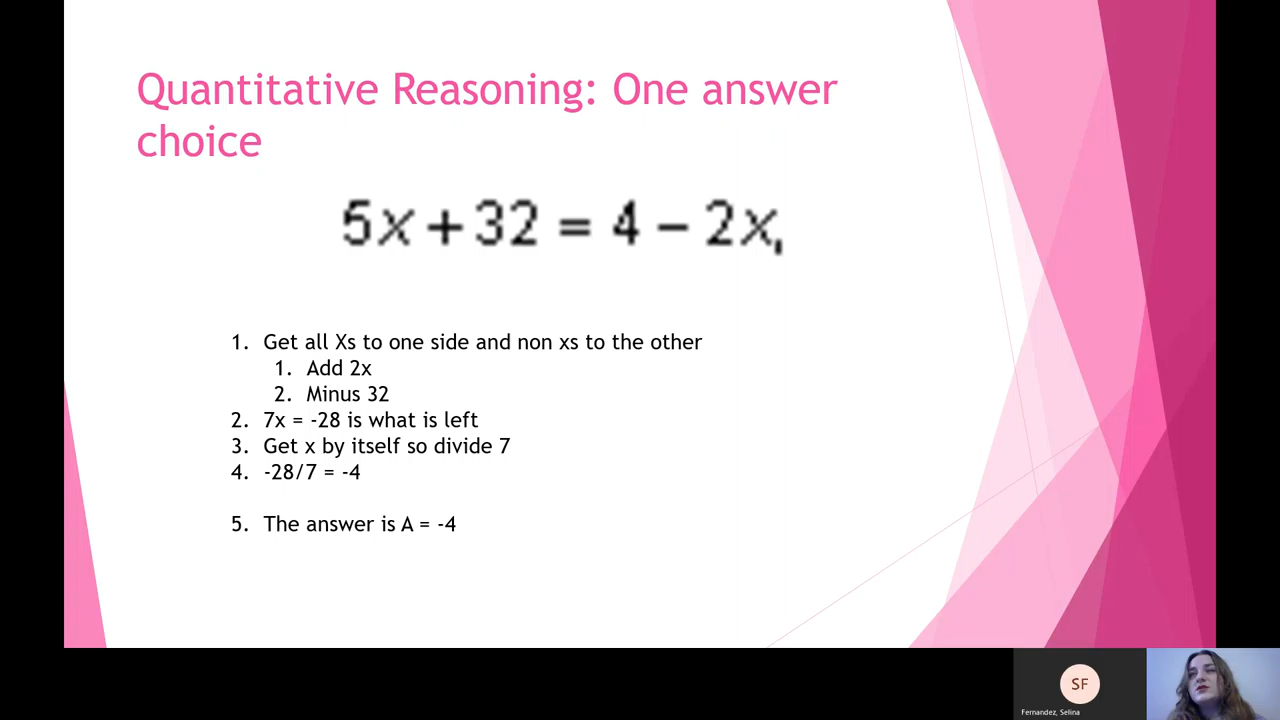 Quantitative Reasoning: One answer
choice
5x + 32 = 4 − 2x,
1. Get all Xs to one side and non xs to the other
1. Add 2x
2. Minus 32
2. 7x = -28 is what is left
3. Get x by itself so divide 7
4. -28/7 = -4
5. The answer is A = -4
SF
Fernandez, Selina